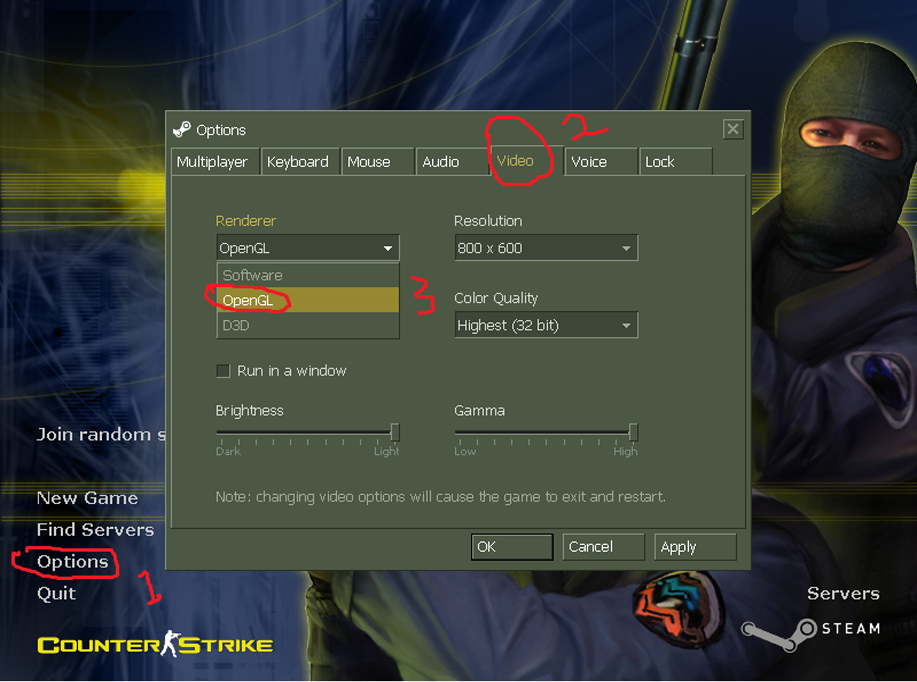 Options
Multiplayer Keyboard Mouse Audio Video Voice Lock
2
Renderer
OpenGL
Software
OpenGL
D3D
3
Resolution
800 x 600
Color Quality
Highest (32 bit)
Run in a window
Brightness
Dark Light
Gamma
Low High
Note: changing video options will cause the game to exit and restart.
OK Cancel Apply
Join random s
New Game
Find Servers
Options
1
Quit
COUNTER STRIKE
Servers
STEAM